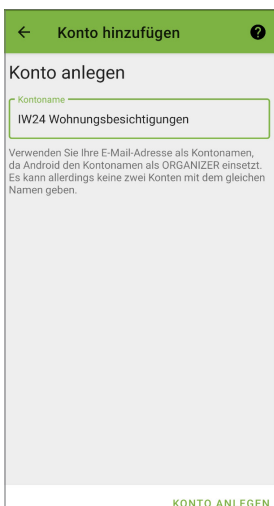 Konto hinzufügen
Konto anlegen
Kontoname
IW24 Wohnungsbesichtigungen
Verwenden Sie Ihre E-Mail-Adresse als Kontonamen,
da Android den Kontonamen als ORGANIZER einsetzt.
Es kann allerdings keine zwei Konten mit dem gleichen
Namen geben.
KONTO ANLEGEN